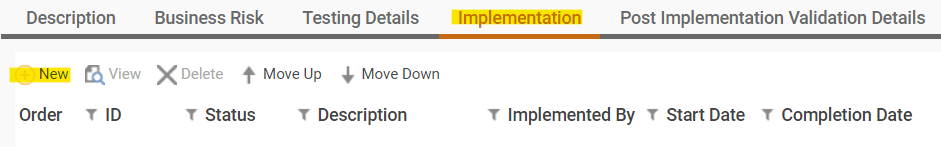 Description Business Risk Testing Details Implementation Post Implementation Validation Details
New View Delete Move Up Move Down
Order ID Status Description Implemented By Start Date Completion Date